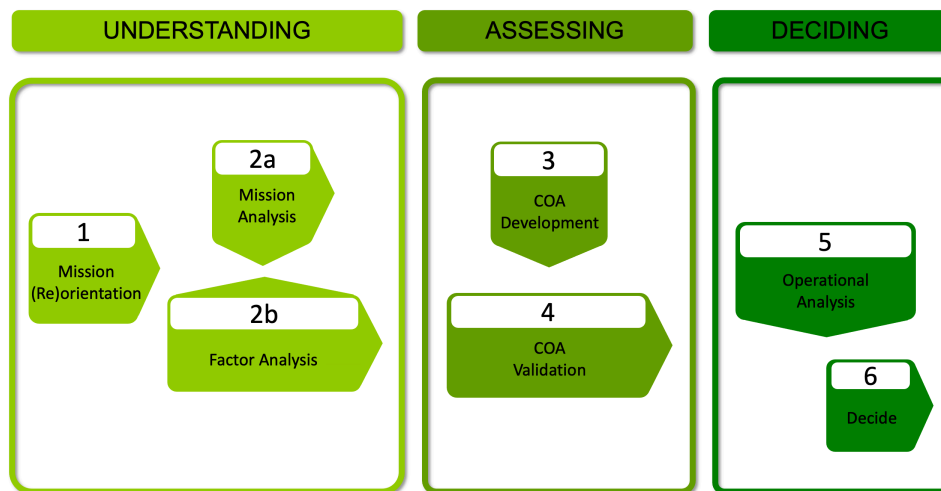 UNDERSTANDING
ASSESSING
DECIDING
1
Mission
(Re)orientation
2a
Mission
Analysis
2b
Factor Analysis
3
COA
Development
4
COA
Validation
5
Operational
Analysis
6
Decide